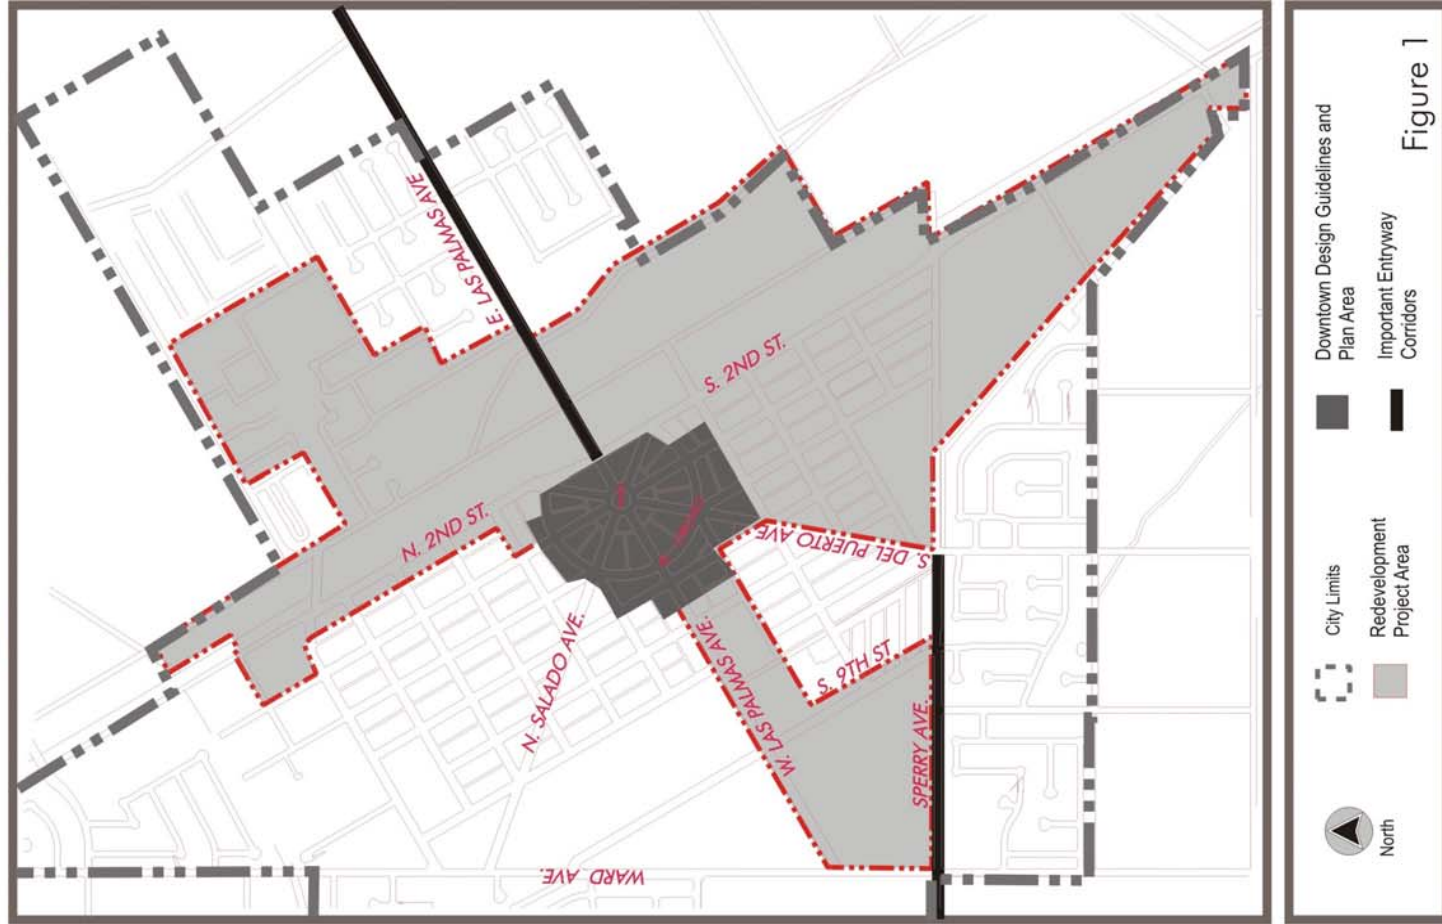 E. LAS PALMAS AVE
S. 2ND ST.
N. 2ND ST.
S. DEL PUERTO AVE
N. SALADO AVE.
W. LAS PALMAS AVE.
S. 9TH ST
SPERRY AVE.
WARD AVE.
North
City Limits
Redevelopment
Project Area
Downtown Design Guidelines and
Plan Area
Important Entryway
Corridors
Figure 1